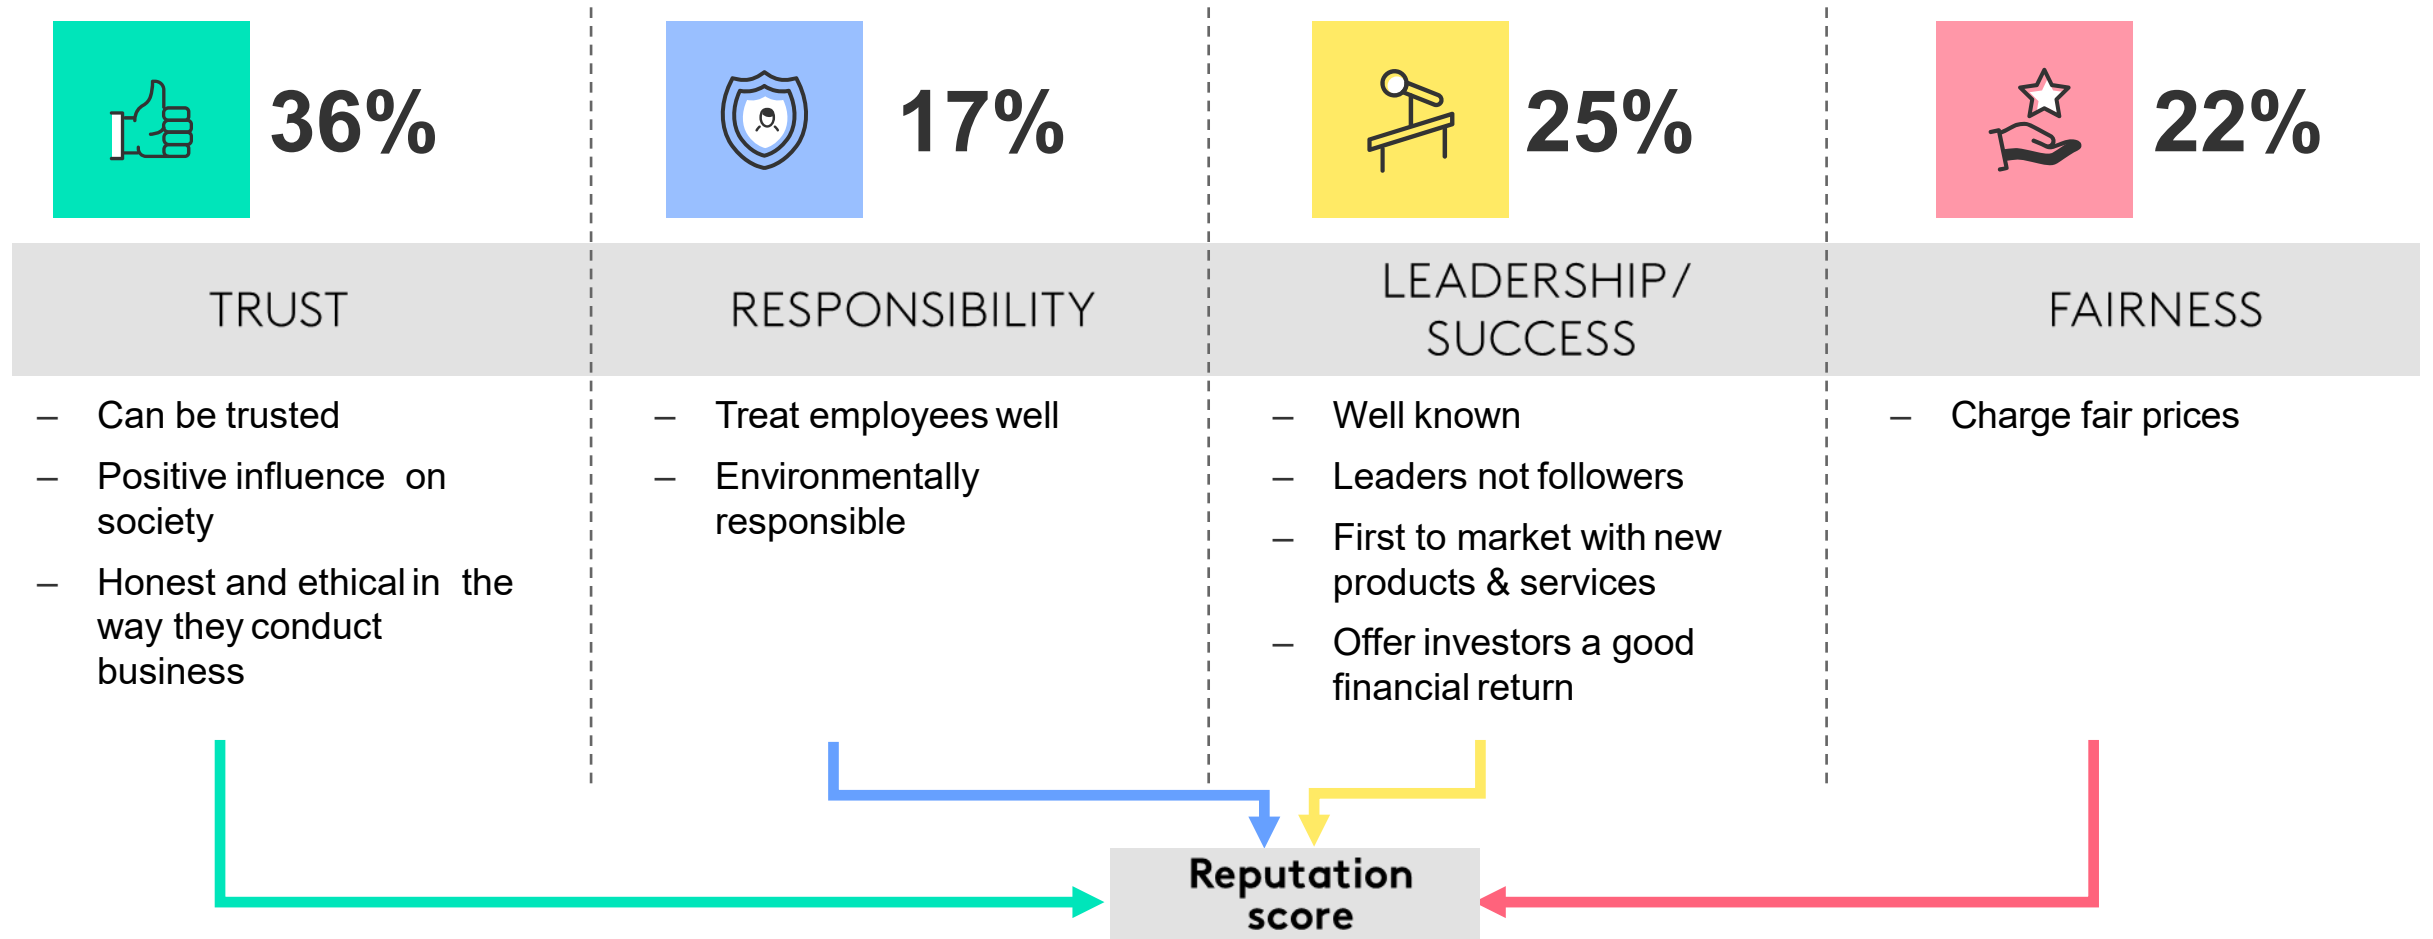 36%
17%
25%
22%
TRUST
RESPONSIBILITY
LEADERSHIP/
SUCCESS
FAIRNESS
– Can be trusted
– Positive influence on
society
– Honest and ethical in the
way they conduct
business
– Treat employees well
– Environmentally
responsible
– Well known
– Leaders not followers
– First to market with new
products & services
– Offer investors a good
financial return
– Charge fair prices
Reputation
score